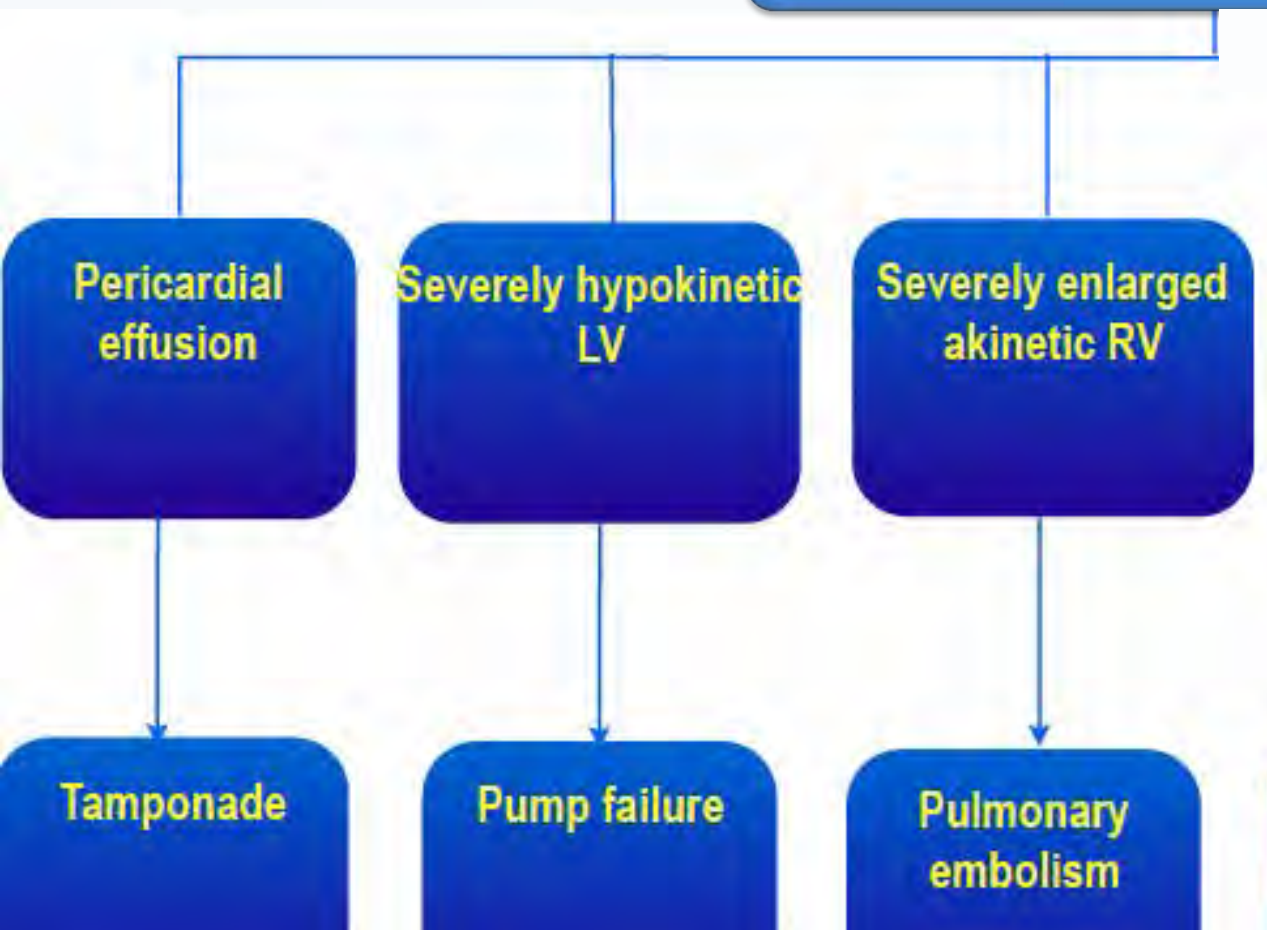 Pericardial
effusion
Severely hypokinetic
LV
Severely enlarged
akinetic RV
Tamponade
Pump failure
Pulmonary
embolism